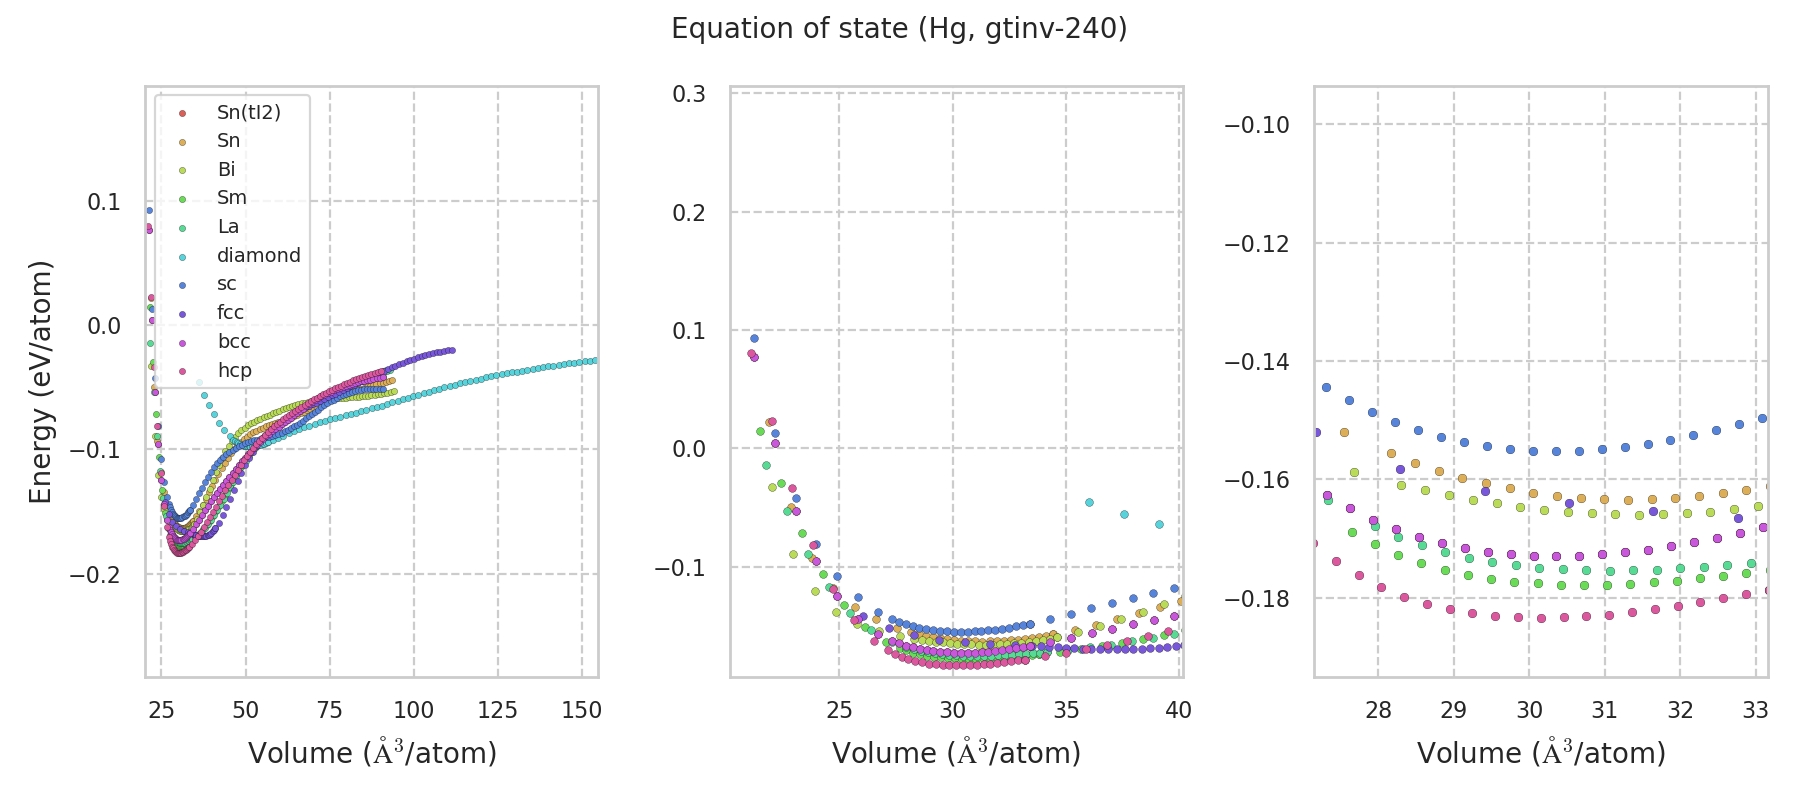 Equation of state (Hg, gtinv-240)
Energy (eV/atom)
0.1
0.0
−0.1
−0.2
Sn(tI2)
Sn
Bi
Sm
La
diamond
sc
fcc
bcc
hcp
25 50 75 100 125 150
Volume (Å³/atom)
0.3
0.2
0.1
0.0
−0.1
25 30 35 40
Volume (Å³/atom)
−0.10
−0.12
−0.14
−0.16
−0.18
28 29 30 31 32 33
Volume (Å³/atom)